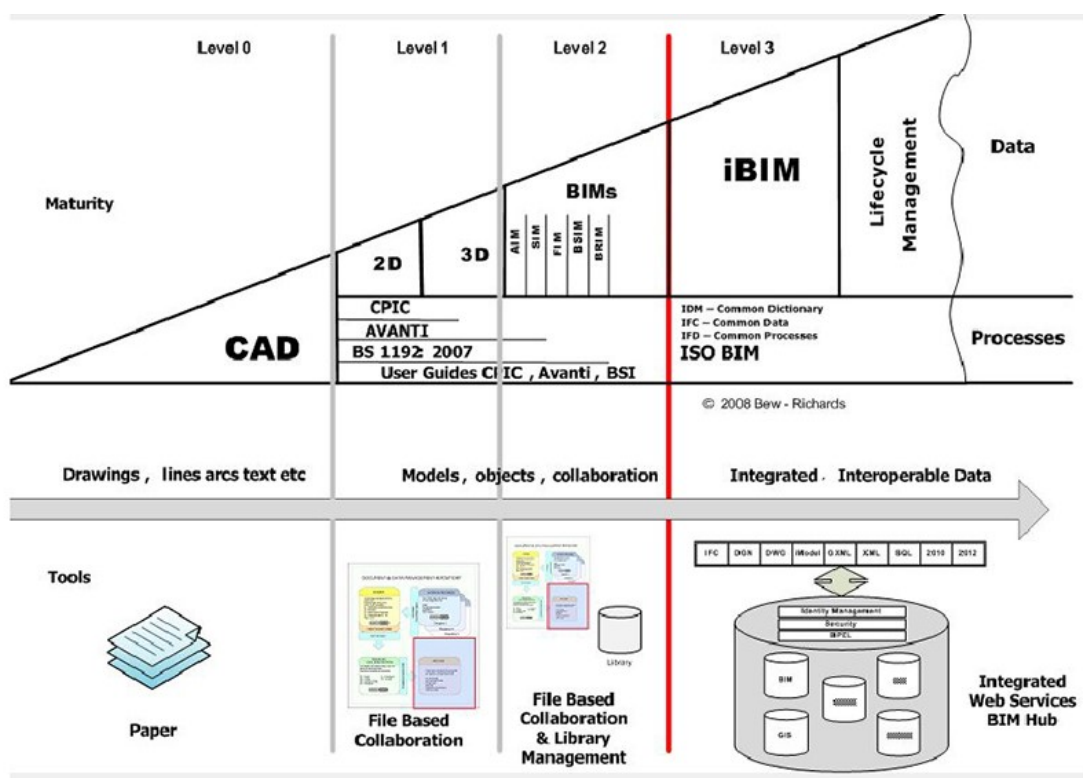 Level 0
Level 1
Level 2
Level 3
Maturity
Data
iBIM
Lifecycle
Management
BIMs
2D
3D
AIM
SIM
FIM
BSIM
BRIM
CAD
CPIC
AVANTI
BS 1192: 2007
User Guides CPIC , Avanti , BSI
IDM – Common Dictionary
IFC – Common Data
IFD – Common Processes
ISO BIM
Processes
© 2008 Bew - Richards
Drawings , lines arcs text etc
Models , objects , collaboration
Integrated , Interoperable Data
Tools
IFC DGN DWG iModel GXML XML SQL 2010 2012
Identity Management
Security
BPEL
BIM
GIS
Library
Paper
File Based
Collaboration
File Based
Collaboration
& Library
Management
Integrated
Web Services
BIM Hub